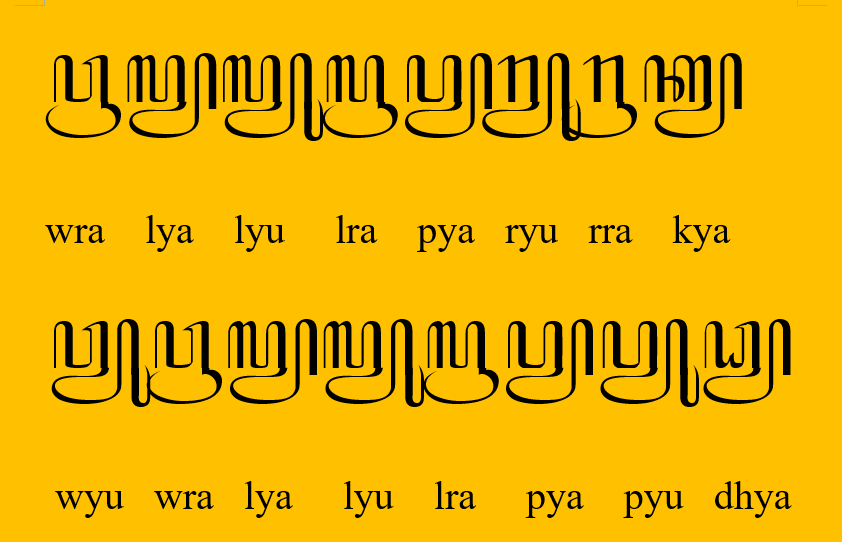 ꦮꦿꦭꦾꦭꦾꦸꦭꦿꦥꦾꦫꦾꦸꦫꦿꦏꦾ
wra lya lyu lra pya ryu rra kya
ꦮꦾꦸꦮꦿꦭꦾꦭꦾꦸꦭꦿꦥꦾꦥꦾꦸꦝꦾ
wyu wra lya lyu lra pya pyu dhya